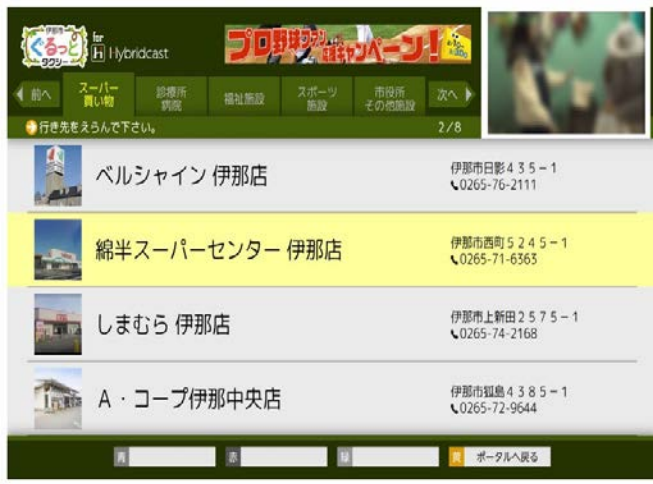 伊那市 ぐるっとタクシー for Hybridcast
プロ野球ファン キャンペーン!
前へ スーパー 買い物 診療所 病院 福祉施設 スポーツ 施設 市役所 その他施設 次へ
行き先をえらんで下さい。 2/8
ベルシャイン 伊那店 伊那市日影435−1
0265-76-2111
綿半スーパーセンター 伊那店 伊那市西町5245−1
0265-71-6363
しまむら 伊那店 伊那市上新田2575−1
0265-74-2168
A・コープ伊那中央店 伊那市狐島4385−1
0265-72-9644
青 赤 緑 黄 ポータルへ戻る